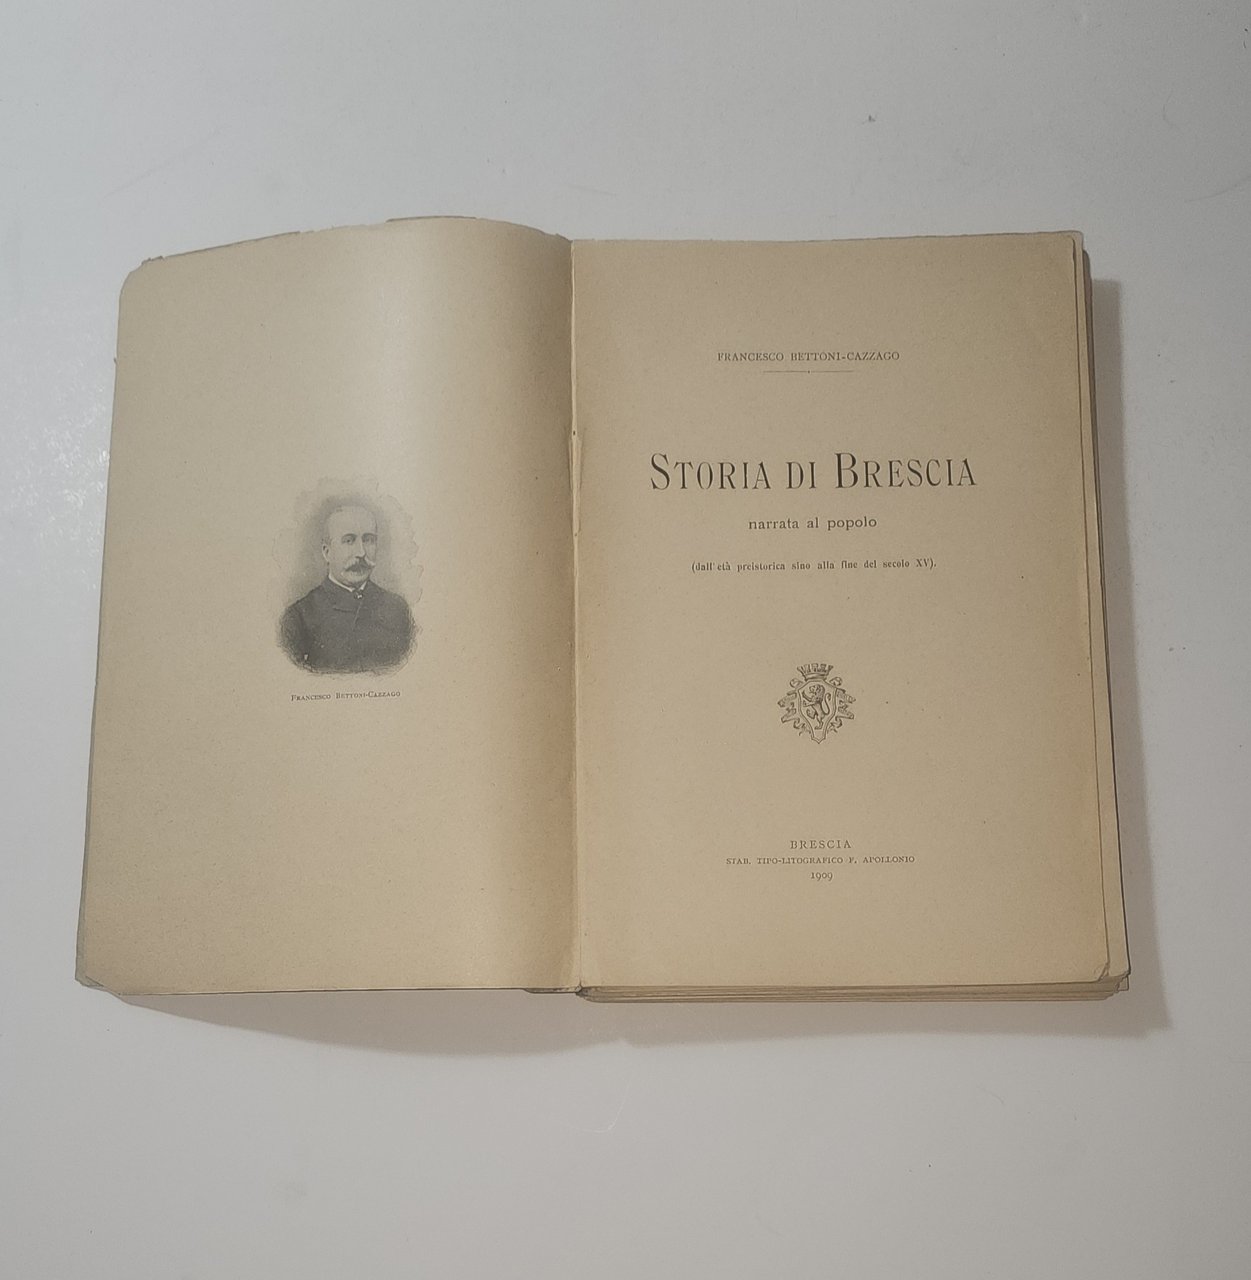 FRANCESCO BETTONI-CAZZAGO
FRANCESCO BETTONI-CAZZAGO
STORIA DI BRESCIA
narrata al popolo
(dall'età preistorica sino alla fine del secolo XV).
BRESCIA
STAB. TIPO-LITOGRAFICO F. APOLLONIO
1909